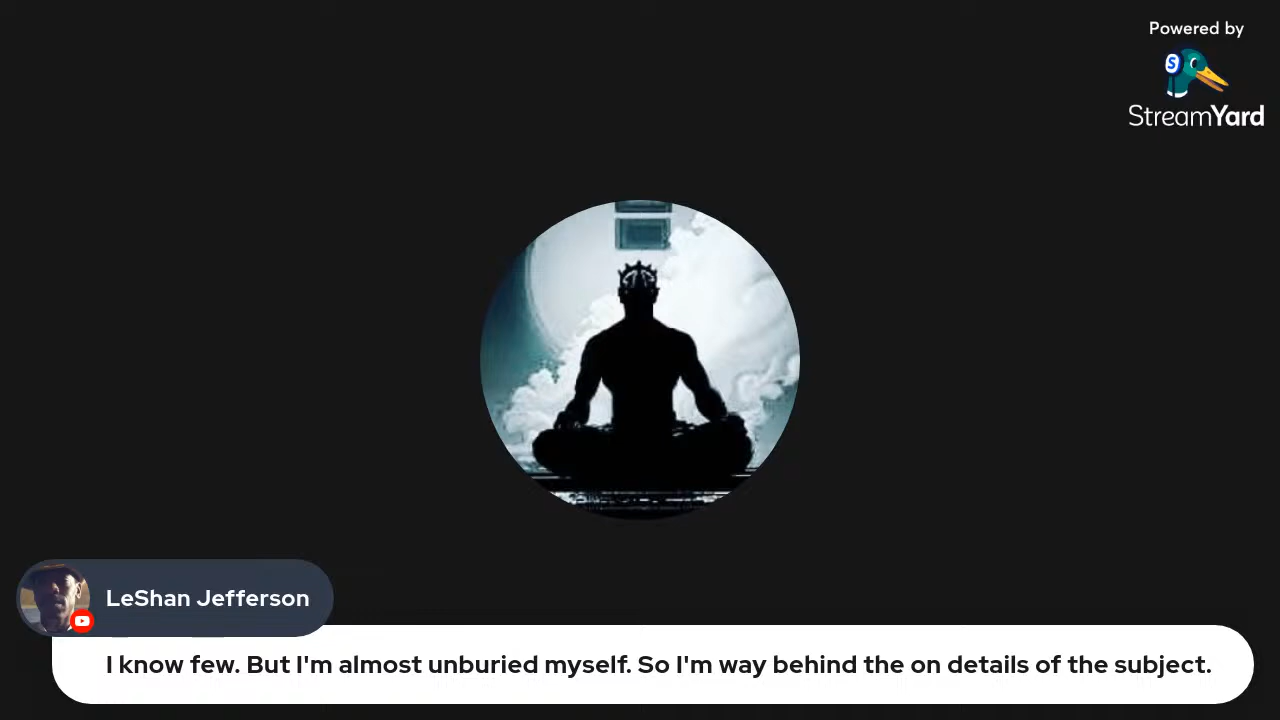 Powered by
StreamYard
LeShan Jefferson
I know few. But I'm almost unburied myself. So I'm way behind the on details of the subject.